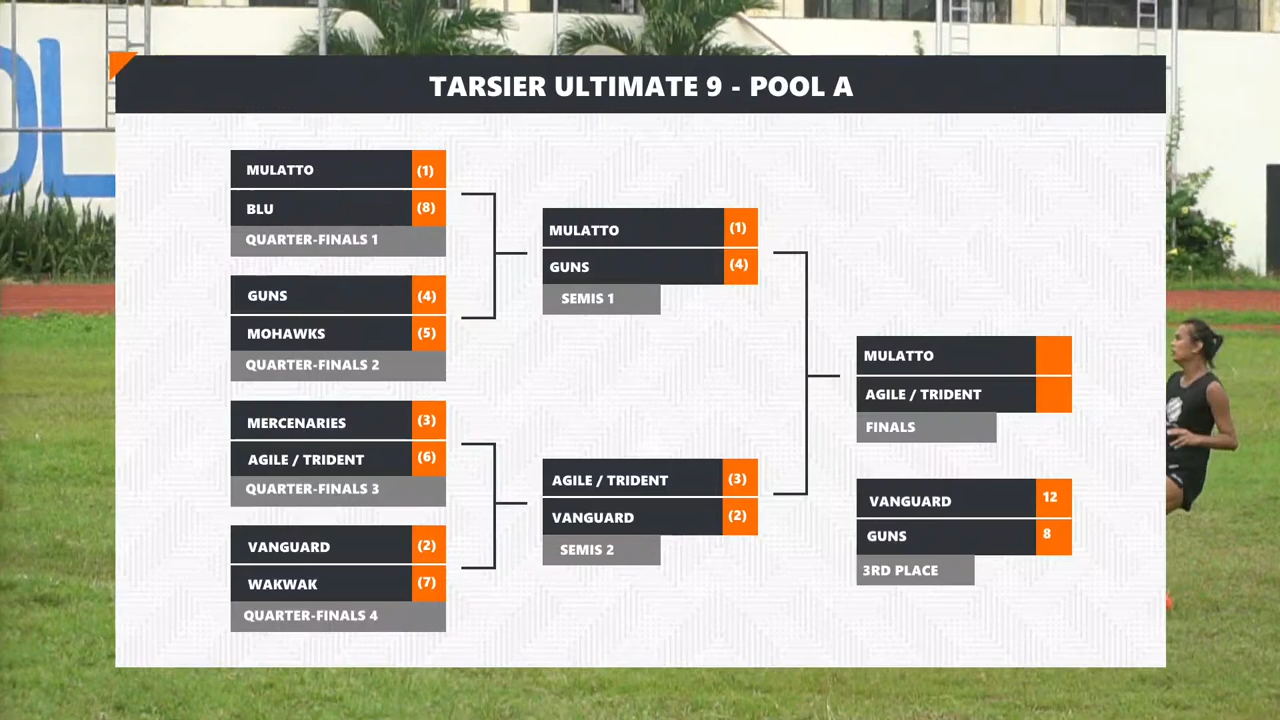 TARSIER ULTIMATE 9 - POOL A
MULATTO (1)
BLU (8)
QUARTER-FINALS 1
GUNS (4)
MOHAWKS (5)
QUARTER-FINALS 2
MERCENARIES (3)
AGILE / TRIDENT (6)
QUARTER-FINALS 3
VANGUARD (2)
WAKWAK (7)
QUARTER-FINALS 4
MULATTO (1)
GUNS (4)
SEMIS 1
AGILE / TRIDENT (3)
VANGUARD (2)
SEMIS 2
MULATTO
AGILE / TRIDENT
FINALS
VANGUARD 12
GUNS 8
3RD PLACE